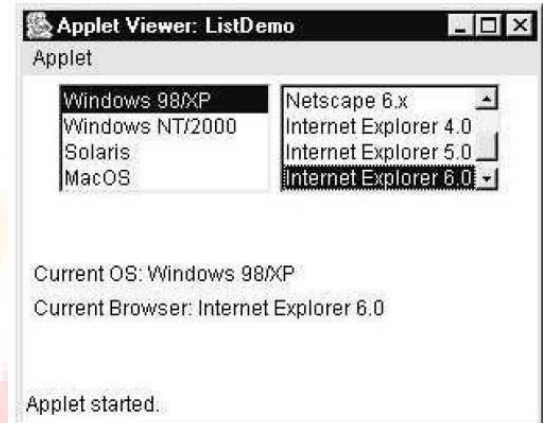 Applet Viewer: ListDemo
Applet
Windows 98/XP
Windows NT/2000
Solaris
MacOS
Netscape 6.x
Internet Explorer 4.0
Internet Explorer 5.0
Internet Explorer 6.0
Current OS: Windows 98/XP
Current Browser: Internet Explorer 6.0
Applet started.